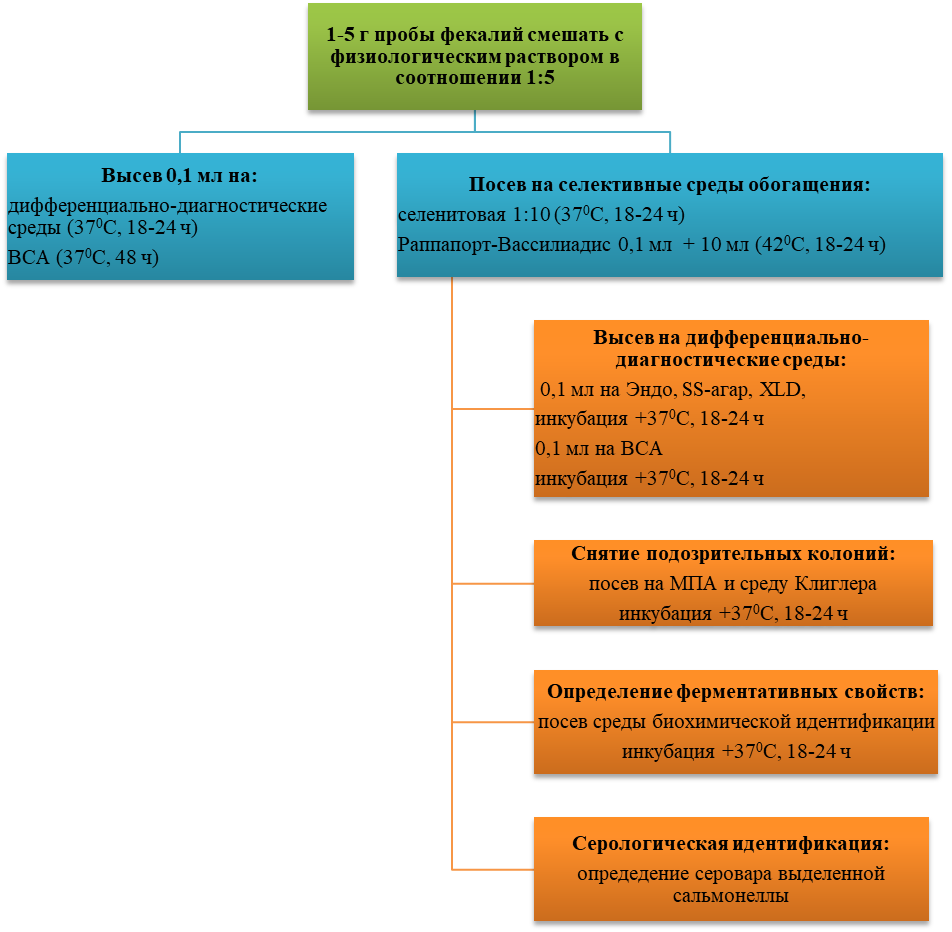 1-5 г пробы фекалий смешать с
физиологическим раствором в
соотношении 1:5
Высев 0,1 мл на:
дифференциально-диагностические
среды (37⁰С, 18-24 ч)
ВСА (37⁰С, 48 ч)
Посев на селективные среды обогащения:
селенитовая 1:10 (37⁰С, 18-24 ч)
Раппапорт-Вассилиадис 0,1 мл + 10 мл (42⁰С, 18-24 ч)
Высев на дифференциально-
диагностические среды:
0,1 мл на Эндо, SS-агар, XLD,
инкубация +37⁰С, 18-24 ч
0,1 мл на ВСА
инкубация +37⁰С, 18-24 ч
Снятие подозрительных колоний:
посев на МПА и среду Клиглера
инкубация +37⁰С, 18-24 ч
Определение ферментативных свойств:
посев среды биохимической идентификации
инкубация +37⁰С, 18-24 ч
Серологическая идентификация:
опредедение серовара выделенной
сальмонеллы